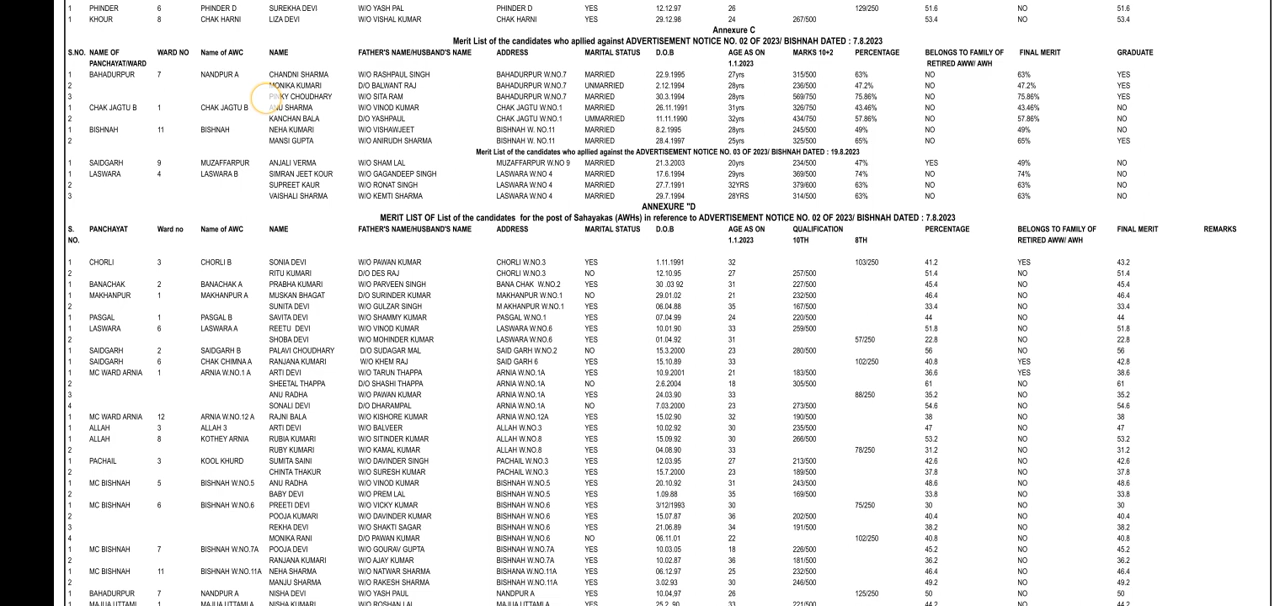 1 PHINDER 6 PHINDER D SUREKHA DEVI W/O YASH PAL PHINDER D YES 12.12.97 26 129/250 51.6 NO 51.6
1 KHOUR 8 CHAK HARNI LIZA DEVI W/O VISHAL KUMAR CHAK HARNI YES 29.12.98 24 267/500 53.4 NO 53.4
Annexure C
Merit List of the candidates who apllied against ADVERTISEMENT NOTICE NO. 02 OF 2023/ BISHNAH DATED : 7.8.2023
S.NO. NAME OF WARD NO Name of AWC NAME FATHER'S NAME/HUSBAND'S NAME ADDRESS MARITAL STATUS D.O.B AGE AS ON MARKS 10+2 PERCENTAGE BELONGS TO FAMILY OF FINAL MERIT GRADUATE
PANCHAYAT/WARD 1.1.2023 RETIRED AWW/ AWH
1 BAHADURPUR 7 NANDPUR A CHANDNI SHARMA W/O RASHPAUL SINGH BAHADURPUR W.NO.7 MARRIED 22.9.1995 27yrs 315/500 63% NO 63% YES
2 MONIKA KUMARI D/O BALWANT RAJ BAHADURPUR W.NO.7 UNMARRIED 2.12.1994 28yrs 236/500 47.2% NO 47.2% YES
3 PINKY CHOUDHARY W/O SITA RAM BAHADURPUR W.NO.7 MARRIED 30.3.1994 28yrs 569/750 75.86% NO 75.86% YES
1 CHAK JAGTU B 1 CHAK JAGTU B ANU SHARMA W/O VINOD KUMAR CHAK JAGTU W.NO.1 MARRIED 26.11.1991 31yrs 326/750 43.46% NO 43.46% NO
2 KANCHAN BALA D/O YASHPAUL CHAK JAGTU W.NO.1 UMMARRIED 11.11.1990 32yrs 434/750 57.86% NO 57.86% NO
1 BISHNAH 11 BISHNAH NEHA KUMARI W/O VISHAWJEET BISHNAH W. NO.11 MARRIED 8.2.1995 28yrs 245/500 49% NO 49% NO
2 MANSI GUPTA W/O ANIRUDH SHARMA BISHNAH W. NO.11 MARRIED 28.4.1997 25yrs 325/500 65% NO 65% YES
Merit List of the candidates who apllied against the ADVERTISEMENT NOTICE NO. 03 OF 2023/ BISHNAH DATED : 19.8.2023
1 SAIDGARH 9 MUZAFFARPUR ANJALI VERMA W/O SHAM LAL MUZAFFARPUR W.NO 9 MARRIED 21.3.2003 20yrs 234/500 47% YES 49% NO
1 LASWARA 4 LASWARA B SIMRAN JEET KOUR W/O GAGANDEEP SINGH LASWARA W.NO 4 MARRIED 17.6.1994 29yrs 369/500 74% NO 74% NO
2 SUPREET KAUR W/O RONAT SINGH LASWARA W.NO 4 MARRIED 27.7.1991 32YRS 379/600 63% NO 63% NO
3 VAISHALI SHARMA W/O KEMTI SHARMA LASWARA W.NO 4 MARRIED 29.7.1994 28YRS 314/500 63% NO 63% NO
ANNEXURE "D
MERIT LIST OF List of the candidates for the post of Sahayakas (AWHs) in reference to ADVERTISEMENT NOTICE NO. 02 OF 2023/ BISHNAH DATED : 7.8.2023
S. PANCHAYAT Ward no Name of AWC NAME FATHER'S NAME/HUSBAND'S NAME ADDRESS MARITAL STATUS D.O.B AGE AS ON QUALIFICATION PERCENTAGE BELONGS TO FAMILY OF FINAL MERIT REMARKS
NO. 1.1.2023 10TH 8TH RETIRED AWW/ AWH
1 CHORLI 3 CHORLI B SONIA DEVI W/O PAWAN KUMAR CHORLI W.NO.3 YES 1.11.1991 32 103/250 41.2 YES 43.2
2 RITU KUMARI D/O DES RAJ CHORLI W.NO.3 NO 12.10.95 27 257/500 51.4 NO 51.4
1 BANACHAK 2 BANACHAK A PRABHA KUMARI W/O PARVEEN SINGH BANA CHAK W.NO.2 YES 30 .03 92 31 227/500 45.4 NO 45.4
1 MAKHANPUR 1 MAKHANPUR A MUSKAN BHAGAT D/O SURINDER KUMAR MAKHANPUR W.NO.1 NO 29.01.02 21 232/500 46.4 NO 46.4
2 SUNITA DEVI W/O GULZAR SINGH M AKHANPUR W.NO.1 YES 06.04.88 35 167/500 33.4 NO 33.4
1 PASGAL 1 PASGAL B SAVITA DEVI W/O SHAMMY KUMAR PASGAL W.NO.1 YES 07.04.99 24 220/500 44 NO 44
1 LASWARA 6 LASWARA A REETU DEVI W/O VINOD KUMAR LASWARA W.NO.6 YES 10.01.90 33 259/500 51.8 NO 51.8
2 SHOBA DEVI W/O MOHINDER KUMAR LASWARA W.NO.6 YES 01.04.92 31 57/250 22.8 NO 22.8
1 SAIDGARH 2 SAIDGARH B PALAVI CHOUDHARY D/O SUDAGAR MAL SAID GARH W.NO.2 NO 15.3.2000 23 280/500 56 NO 56
1 SAIDGARH 6 CHAK CHIMNA A RANJANA KUMARI W/O KHEM RAJ SAID GARH 6 YES 15.10.89 33 102/250 40.8 YES 42.8
1 MC WARD ARNIA 1 ARNIA W.NO.1 A ARTI DEVI W/O TARUN THAPPA ARNIA W.NO.1A YES 10.9.2001 21 183/500 36.6 YES 38.6
2 SHEETAL THAPPA D/O SHASHI THAPPA ARNIA W.NO.1A NO 2.6.2004 18 305/500 61 NO 61
3 ANU RADHA W/O PAWAN KUMAR ARNIA W.NO.1A YES 24.03.90 33 88/250 35.2 NO 35.2
4 SONALI DEVI D/O DHARAMPAL ARNIA W.NO.1A NO 7.03.2000 23 273/500 54.6 NO 54.6
1 MC WARD ARNIA 12 ARNIA W.NO.12 A RAJNI BALA W/O KISHORE KUMAR ARNIA W.NO.12A YES 15.02.90 32 190/500 38 NO 38
1 ALLAH 3 ALLAH 3 ARTI DEVI W/O BALVEER ALLAH W.NO.3 YES 10.02.92 30 235/500 47 NO 47
1 ALLAH 8 KOTHEY ARNIA RUBIA KUMARI W/O SITINDER KUMAR ALLAH W.NO.8 YES 15.09.92 30 266/500 53.2 NO 53.2
2 RUBY KUMARI W/O KAMAL KUMAR ALLAH W.NO.8 YES 04.08.90 33 78/250 31.2 NO 31.2
1 PACHAIL 3 KOOL KHURD SUMITA SAINI W/O DAVINDER SINGH PACHAIL W.NO.3 YES 12.03.95 27 213/500 42.6 NO 42.6
2 CHINTA THAKUR W/O SURESH KUMAR PACHAIL W.NO.3 YES 15.7.2000 23 189/500 37.8 NO 37.8
1 MC BISHNAH 5 BISHNAH W.NO.5 ANU RADHA W/O VINOD KUMAR BISHNAH W.NO.5 YES 20.10.92 31 243/500 48.6 NO 48.6
2 BABY DEVI W/O PREM LAL BISHNAH W.NO.5 YES 1.09.88 35 169/500 33.8 NO 33.8
1 MC BISHNAH 6 BISHNAH W.NO.6 PREETI DEVI W/O VICKY KUMAR BISHNAH W.NO.6 YES 3/12/1993 30 75/250 30 NO 30
2 POOJA KUMARI W/O DAVINDER KUMAR BISHNAH W.NO.6 YES 15.07.87 36 202/500 40.4 NO 40.4
3 REKHA DEVI W/O SHAKTI SAGAR BISHNAH W.NO.6 YES 21.06.89 34 191/500 38.2 NO 38.2
4 MONIKA RANI D/O PAWAN KUMAR BISHNAH W.NO.6 NO 06.11.01 22 102/250 40.8 NO 40.8
1 MC BISHNAH 7 BISHNAH W.NO.7A POOJA DEVI W/O GOURAV GUPTA BISHNAH W.NO.7A YES 10.03.05 18 226/500 45.2 NO 45.2
2 RANJANA KUMARI W/O AJAY KUMAR BISHNAH W.NO.7A YES 10.02.87 36 181/500 36.2 NO 36.2
1 MC BISHNAH 11 BISHNAH W.NO.11A NEHA SHARMA W/O NATWAR SHARMA BISHANA W.NO.11A YES 06.12.97 25 232/500 46.4 NO 46.4
2 MANJU SHARMA W/O RAKESH SHARMA BISHNAH W.NO.11A YES 3.02.93 30 246/500 49.2 NO 49.2
1 BAHADURPUR 7 NANDPUR A NISHA DEVI W/O YASH PAUL NANDPUR A YES 10.04,97 26 125/250 50 NO 50
1 MAJUA UTTAMI 1 MAJUA UTTAMI A NISHA KUMARI W/O ROSHAN LAL MAJUA UTTAMI YES 25.2. 90 33 221/500 44.2 NO 44.2